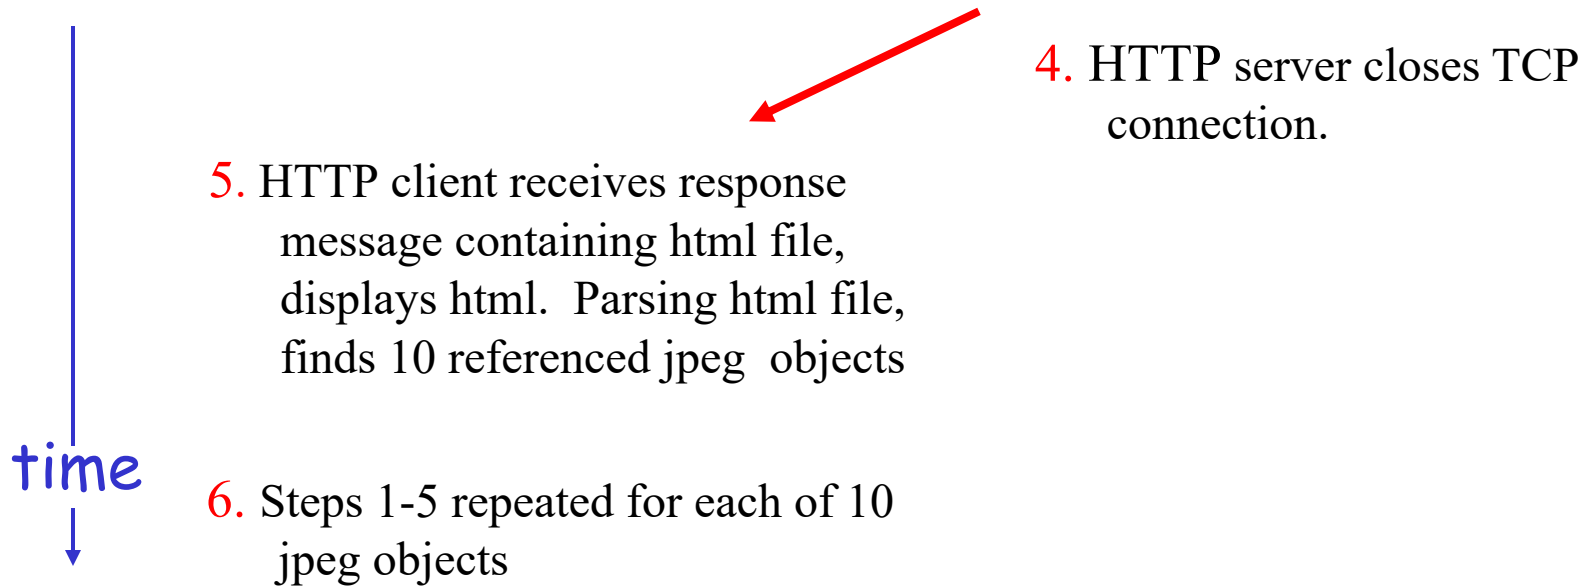 4. HTTP server closes TCP
connection.
5. HTTP client receives response
message containing html file,
displays html.  Parsing html file,
finds 10 referenced jpeg  objects
time
6. Steps 1-5 repeated for each of 10
jpeg objects